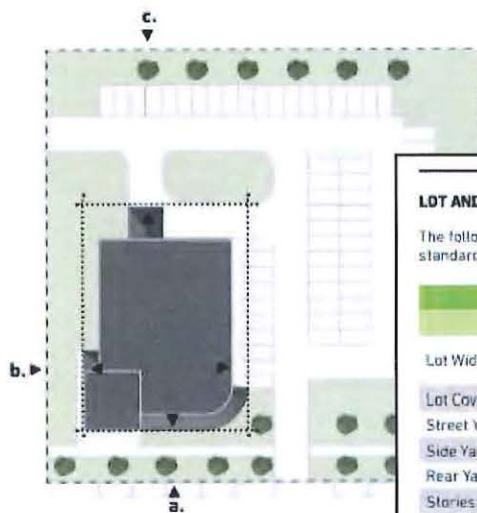 c.
LOT AND
The follo
standard
Lot Wid
b.
Lot Cov
Street Y
Side Ya
Rear Ya
Stories
a.